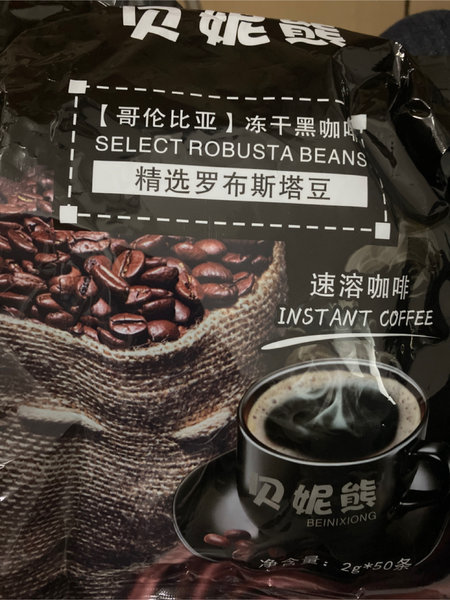 贝妮熊
【哥伦比亚】冻干黑咖啡
SELECT ROBUSTA BEANS
精选罗布斯塔豆
速溶咖啡
INSTANT COFFEE
贝妮熊
BEINIXIONG
净含量：2g*50条